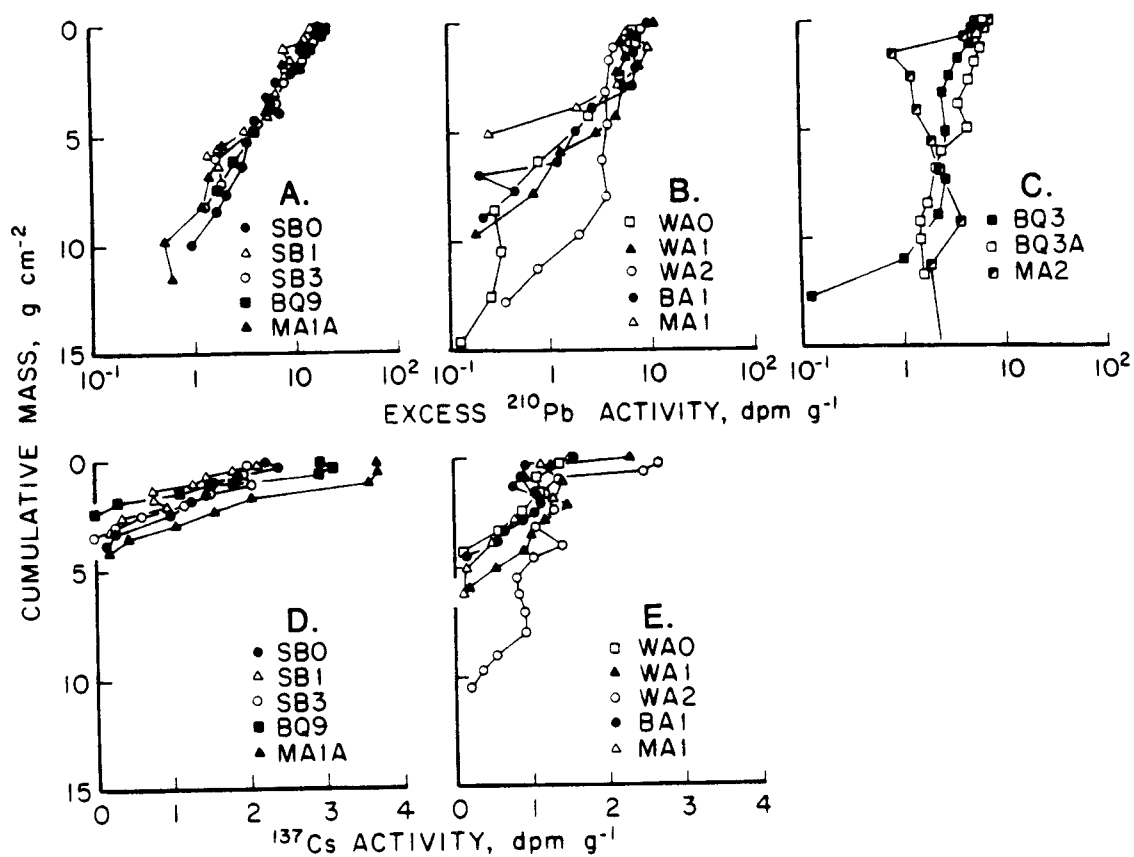 CUMULATIVE MASS, g cm⁻²
0
5
10
15
A.
SB0
SB1
SB3
BQ9
MA1A
10⁻¹ 1 10 10²
B.
WA0
WA1
WA2
BA1
MA1
10⁻¹ 1 10 10²
C.
BQ3
BQ3A
MA2
10⁻¹ 1 10 10²
EXCESS ²¹⁰Pb ACTIVITY, dpm g⁻¹
0
5
10
15
D.
SB0
SB1
SB3
BQ9
MA1A
0 1 2 3 4
E.
WA0
WA1
WA2
BA1
MA1
0 1 2 3 4
¹³⁷Cs ACTIVITY, dpm g⁻¹